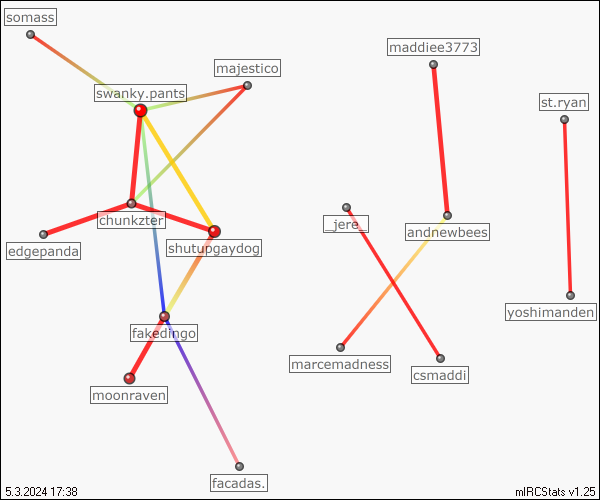 somass
maddiee3773
majestico
swanky.pants
st.ryan
chunkzter
_jere_
andnewbees
edgepanda
shutupgaydog
yoshimanden
fakedingo
marcemadness
csmaddi
moonraven
facadas.
5.3.2024 17:38
mIRCStats v1.25